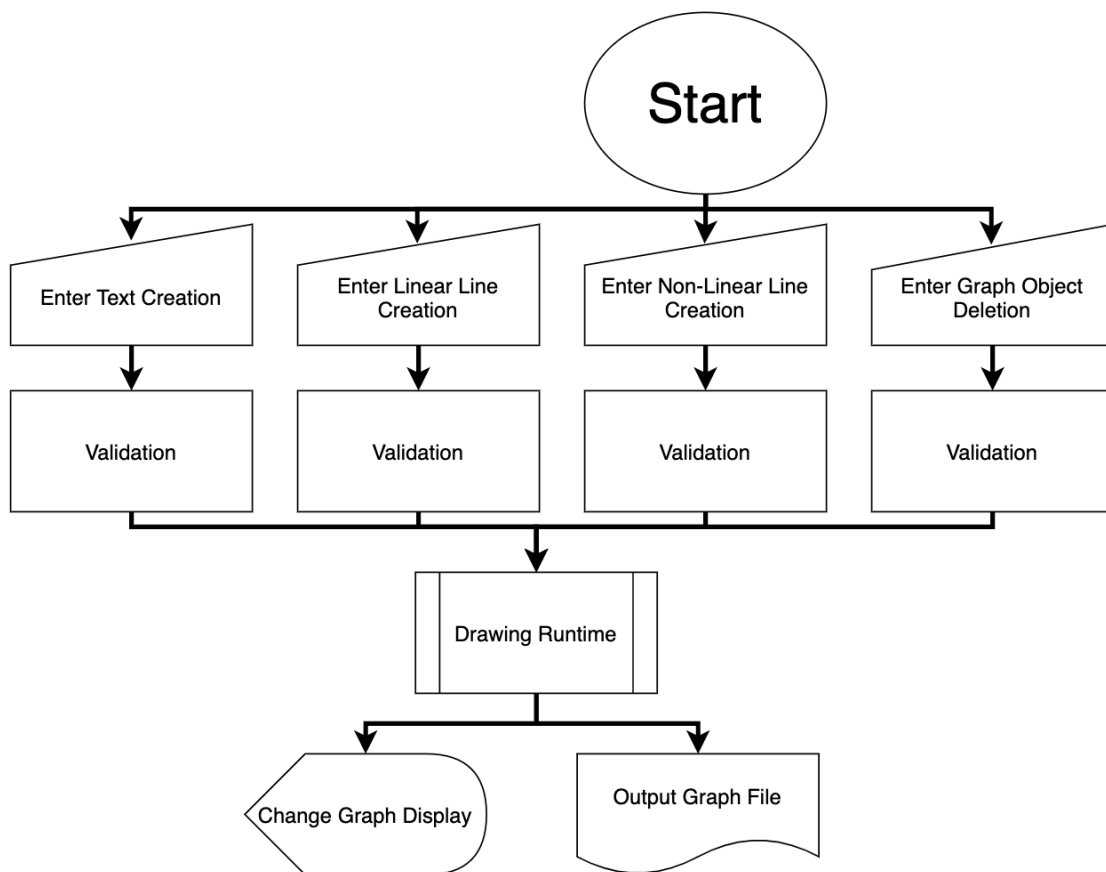 Start
Enter Text Creation
Enter Linear Line
Creation
Enter Non-Linear Line
Creation
Enter Graph Object
Deletion
Validation
Validation
Validation
Validation
Drawing Runtime
Change Graph Display
Output Graph File